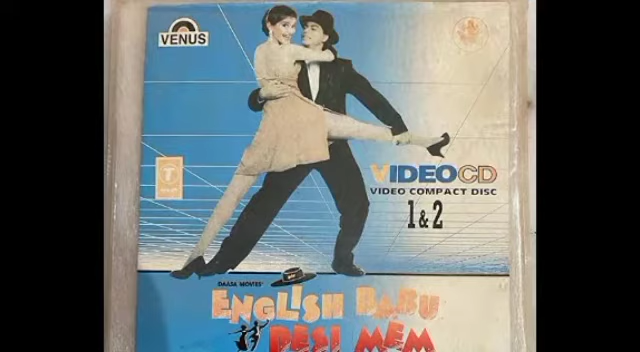 VENUS
VIDEOCD
VIDEO COMPACT DISC
1&2
DAASA MOVIES'
ENGLISH BABU
DESI MEM